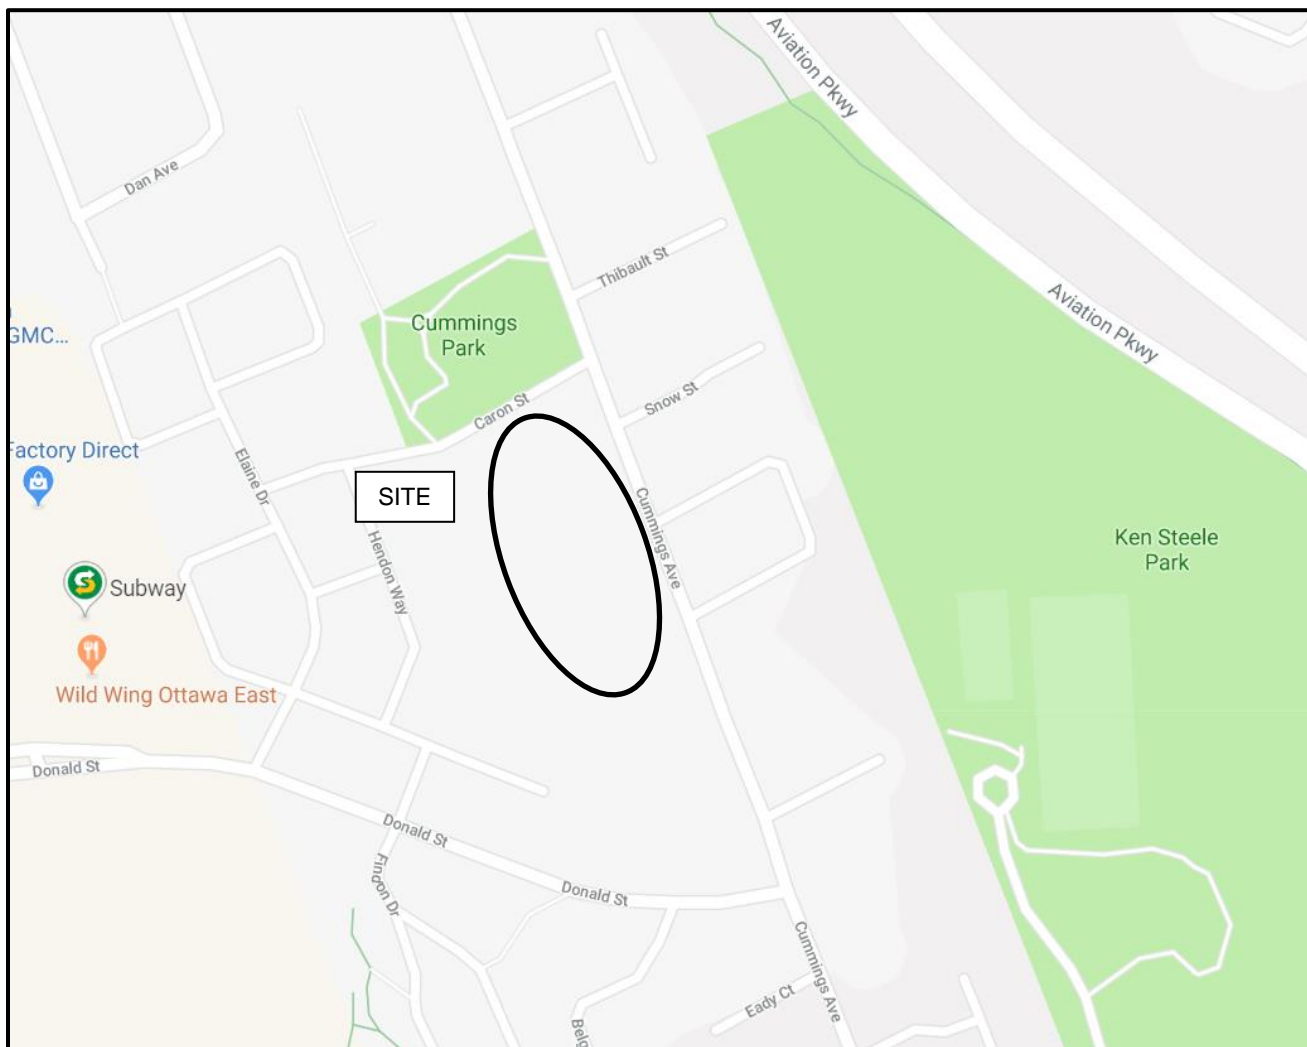 Aviation Pkwy
Dan Ave
Thibault St
Aviation Pkwy
GMC...
Cummings
Park
Snow St
Caron St
Factory Direct
Elaine Dr
SITE
Cummings Ave
Hendon Way
Ken Steele
Park
Subway
Wild Wing Ottawa East
Donald St
Donald St
Donald St
Cummings Ave
Eady Ct
Belg